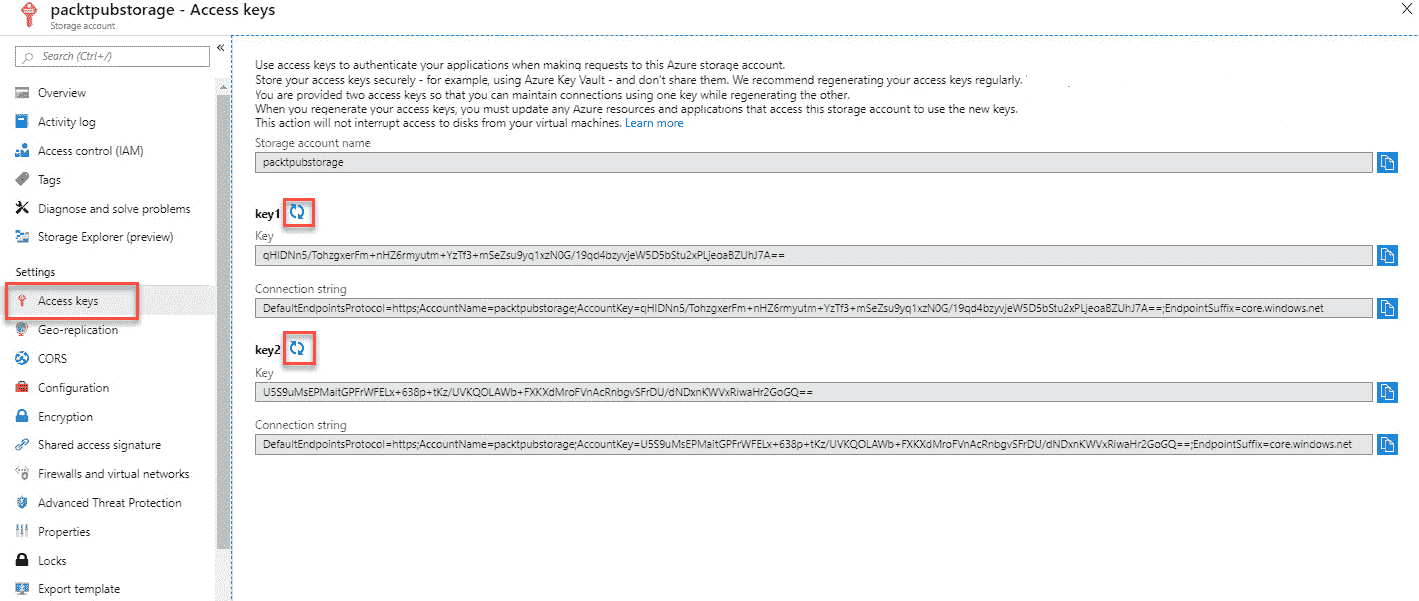 packtpubstorage - Access keys
Storage account
Search (Ctrl+/)
«
Overview
Activity log
Access control (IAM)
Tags
Diagnose and solve problems
Storage Explorer (preview)
Settings
Access keys
Geo-replication
CORS
Configuration
Encryption
Shared access signature
Firewalls and virtual networks
Advanced Threat Protection
Properties
Locks
Export template
Use access keys to authenticate your applications when making requests to this Azure storage account.
Store your access keys securely - for example, using Azure Key Vault - and don't share them. We recommend regenerating your access keys regularly.
You are provided two access keys so that you can maintain connections using one key while regenerating the other.
When you regenerate your access keys, you must update any Azure resources and applications that access this storage account to use the new keys.
This action will not interrupt access to disks from your virtual machines. Learn more
Storage account name
packtpubstorage
key1
Key
qHIDNn5/TohzgxerFm+nHZ6rmyutm+YzTf3+mSeZsu9yq1xzN0G/19qd4bzyvjeW5D5bStu2xPLjeoaBZUhJ7A==
Connection string
DefaultEndpointsProtocol=https;AccountName=packtpubstorage;AccountKey=qHIDNn5/TohzgxerFm+nHZ6rmyutm+YzTf3+mSeZsu9yq1xzN0G/19qd4bzyvjeW5D5bStu2xPLjeoaBZUhJ7A==;EndpointSuffix=core.windows.net
key2
Key
U5S9uMsEPMaitGPFrWFELx+638p+tKz/UVKQOLAWb+FXKXdMroFVnAcRnbgvSFrDU/dNDxnKWVxRiwaHr2GoGQ==
Connection string
DefaultEndpointsProtocol=https;AccountName=packtpubstorage;AccountKey=U5S9uMsEPMaitGPFrWFELx+638p+tKz/UVKQOLAWb+FXKXdMroFVnAcRnbgvSFrDU/dNDxnKWVxRiwaHr2GoGQ==;EndpointSuffix=core.windows.net